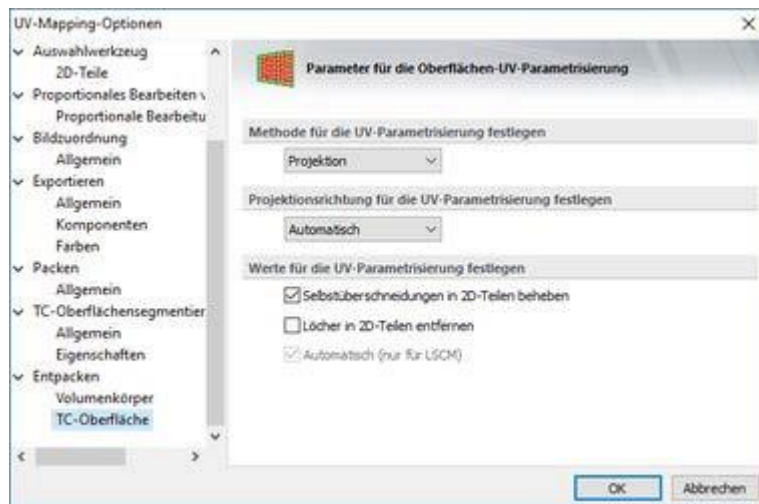 UV-Mapping-Optionen
Auswahlwerkzeug
2D-Teile
Proportionales Bearbeiten v
Proportionale Bearbeitu
Bildzuordnung
Allgemein
Exportieren
Allgemein
Komponenten
Farben
Packen
Allgemein
TC-Oberflächensegmentier
Allgemein
Eigenschaften
Entpacken
Volumenkörper
TC-Oberfläche
Parameter für die Oberflächen-UV-Parametrisierung
Methode für die UV-Parametrisierung festlegen
Projektion
Projektionsrichtung für die UV-Parametrisierung festlegen
Automatisch
Werte für die UV-Parametrisierung festlegen
Selbstüberschneidungen in 2D-Teilen beheben
Löcher in 2D-Teilen entfernen
Automatisch (nur für LSCM)
OK
Abbrechen